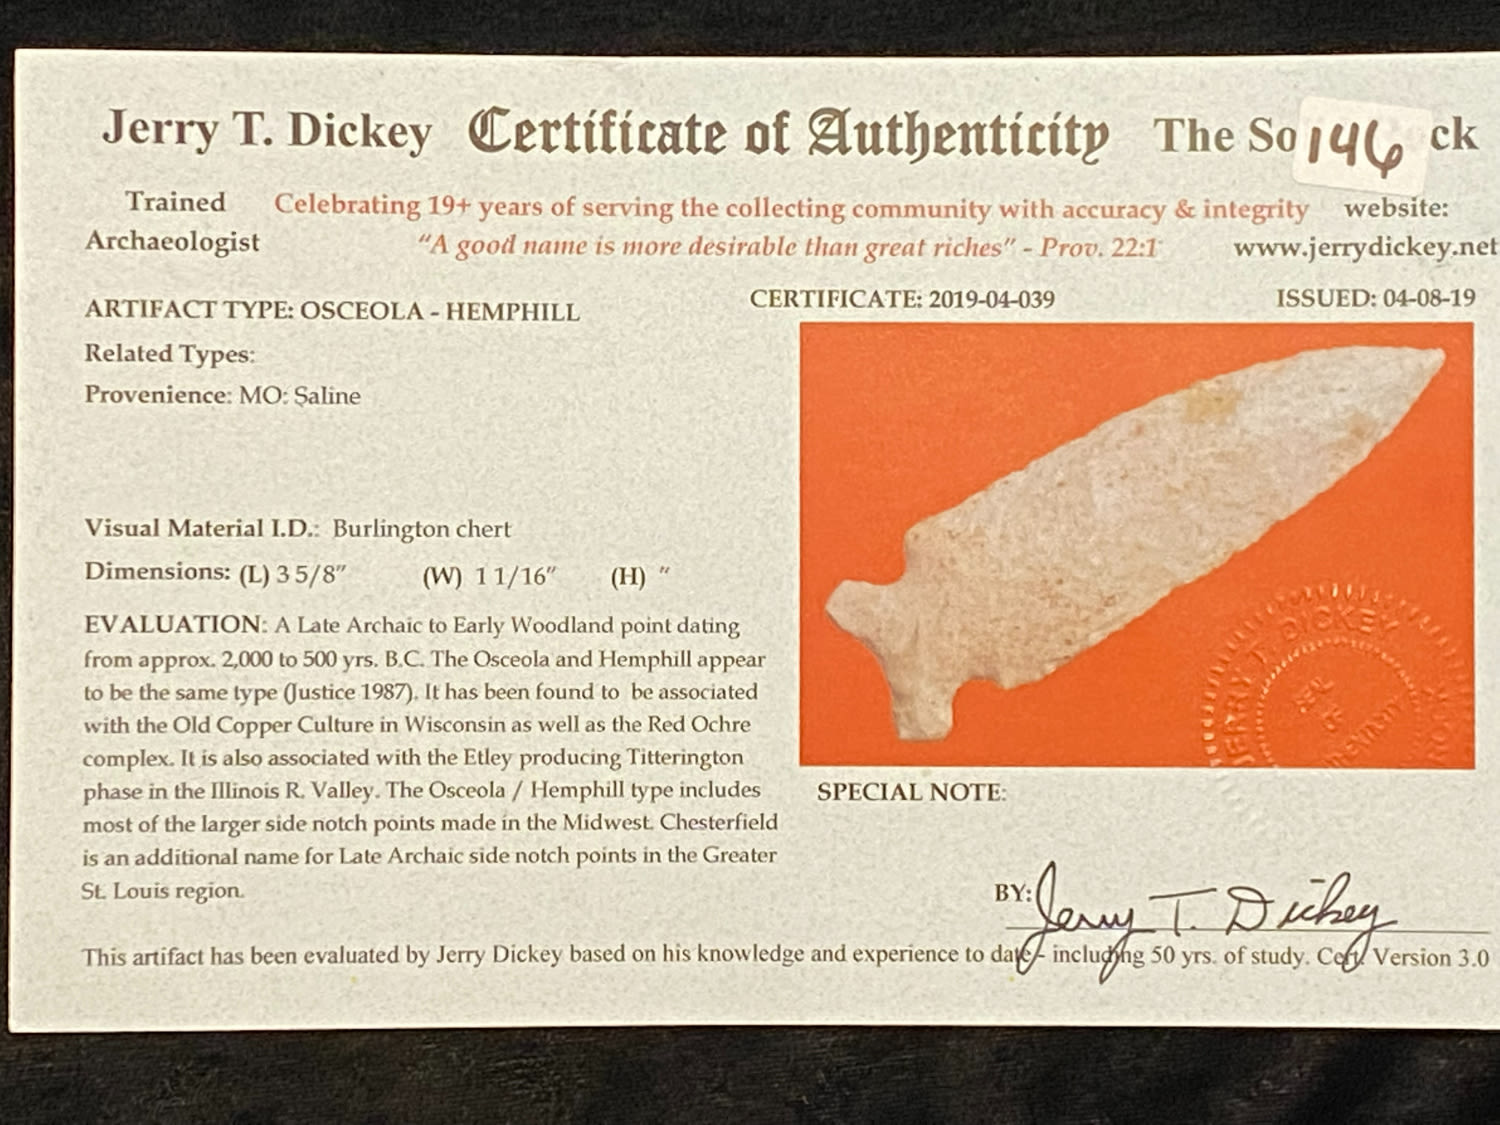 Jerry T. Dickey Certificate of Authenticity The So 146 ck
Trained Celebrating 19+ years of serving the collecting community with accuracy & integrity website:
Archaeologist "A good name is more desirable than great riches" - Prov. 22:1 www.jerrydickey.net
ARTIFACT TYPE: OSCEOLA - HEMPHILL CERTIFICATE: 2019-04-039 ISSUED: 04-08-19
Related Types:
Provenience: MO: Saline
Visual Material I.D.: Burlington chert
Dimensions: (L) 3 5/8" (W) 1 1/16" (H) "
EVALUATION: A Late Archaic to Early Woodland point dating
from approx. 2,000 to 500 yrs. B.C. The Osceola and Hemphill appear
to be the same type (Justice 1987). It has been found to be associated
with the Old Copper Culture in Wisconsin as well as the Red Ochre
complex. It is also associated with the Etley producing Titterington
phase in the Illinois R. Valley. The Osceola / Hemphill type includes
most of the larger side notch points made in the Midwest. Chesterfield
is an additional name for Late Archaic side notch points in the Greater
St. Louis region.
JERRY T. DICKEY
SPECIAL NOTE:
BY: Jerry T. Dickey
This artifact has been evaluated by Jerry Dickey based on his knowledge and experience to date - including 50 yrs. of study. Cert. Version 3.0